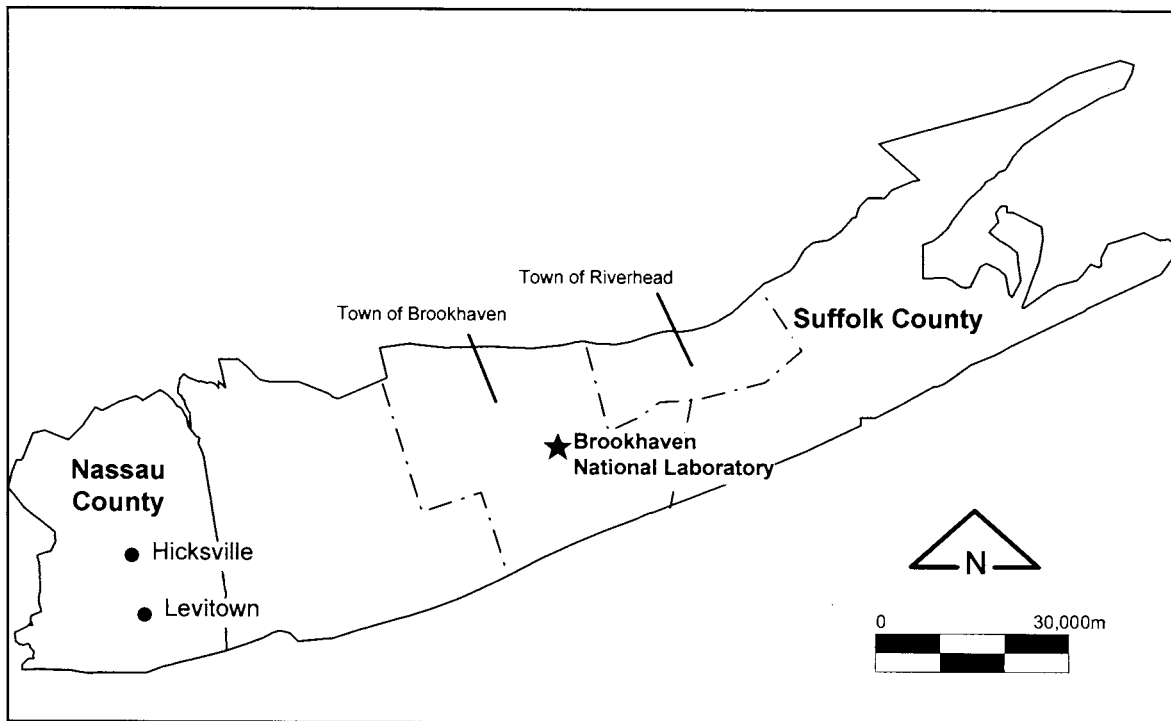 Town of Riverhead
Town of Brookhaven
Suffolk County
Brookhaven
National Laboratory
Nassau
County
Hicksville
Levitown
N
0 30,000m